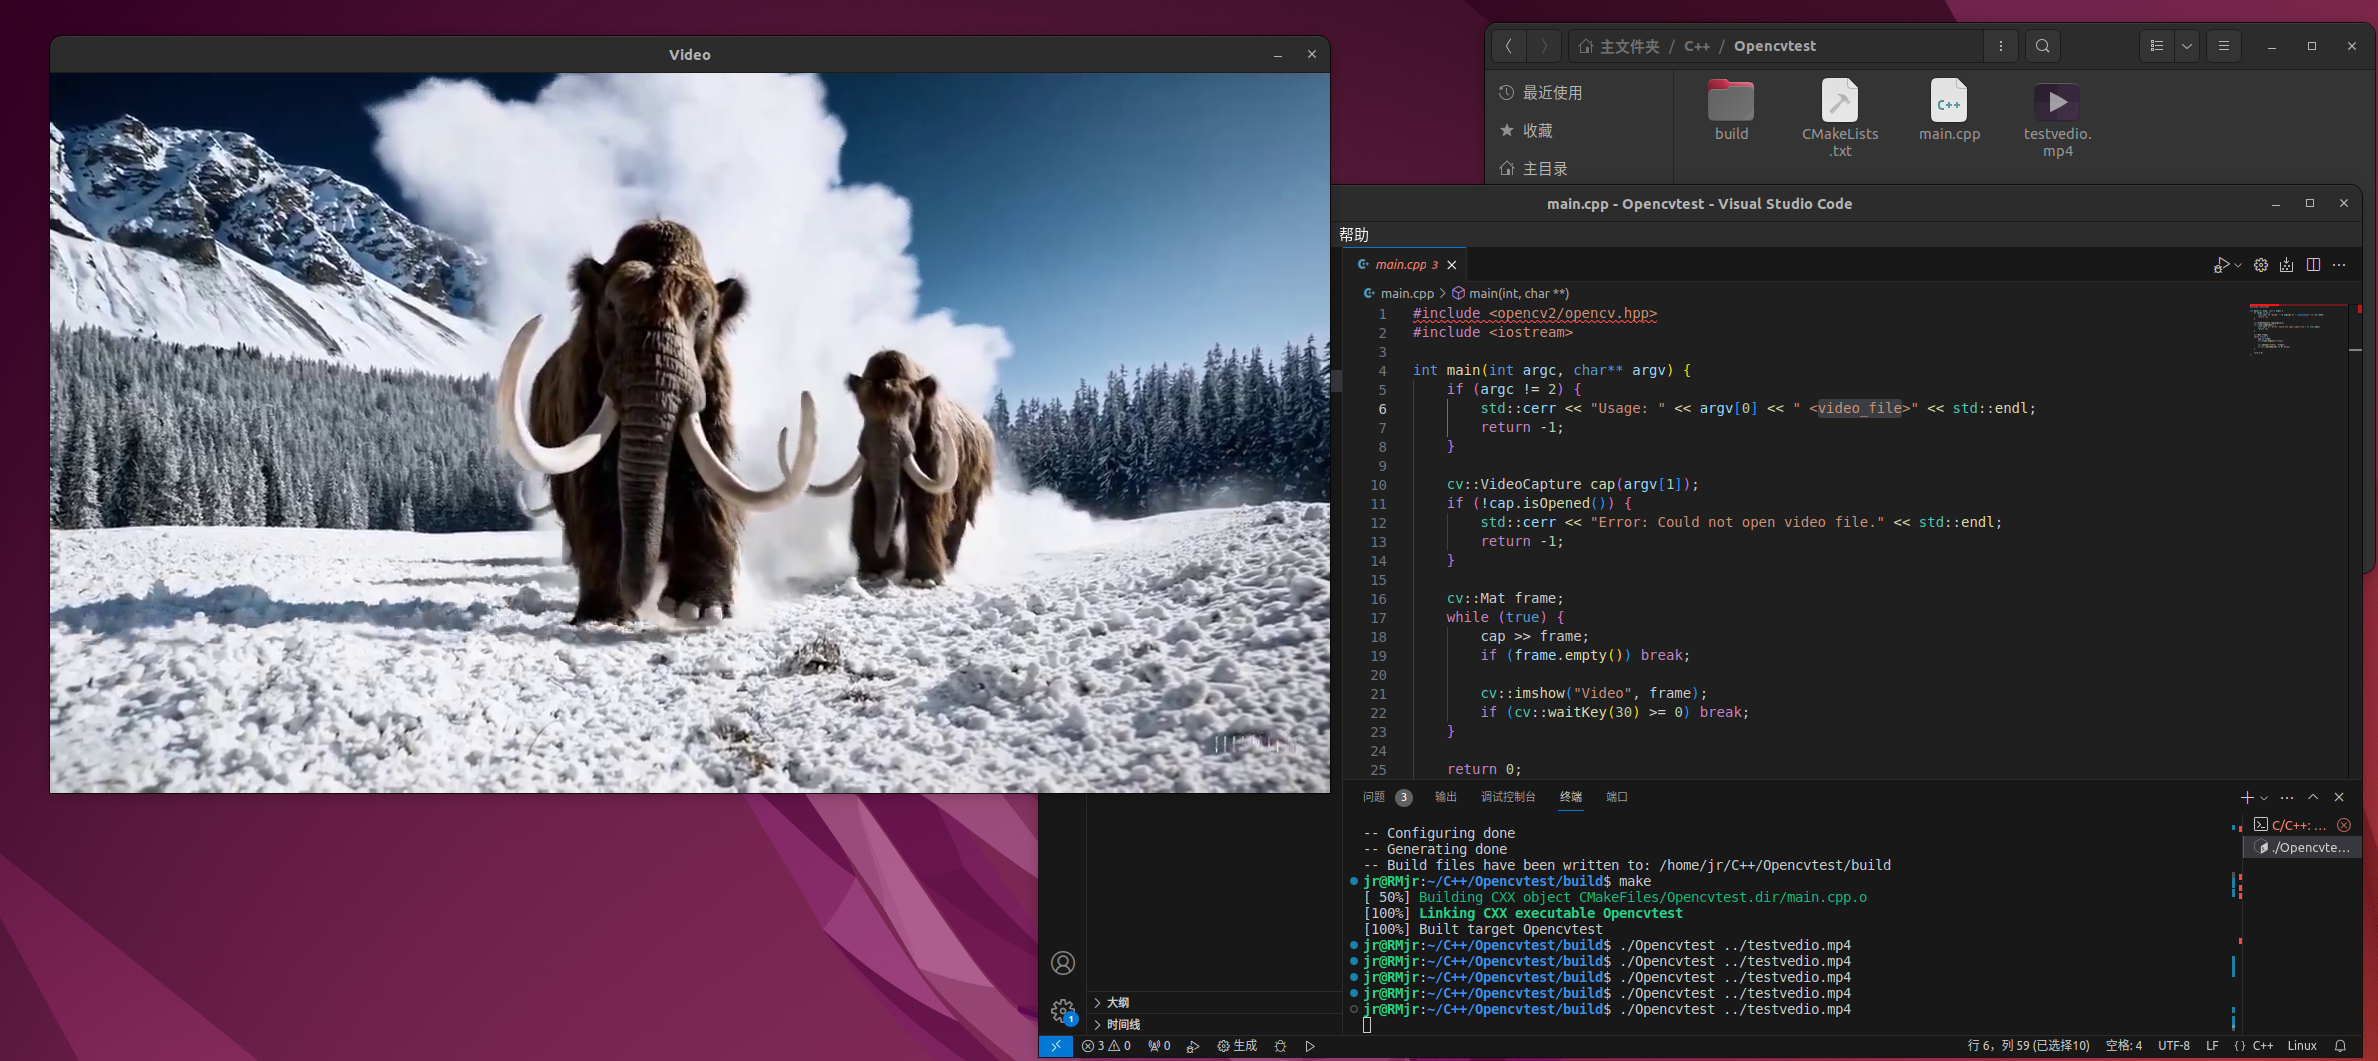 Video
主文件夹 / C++ / Opencvtest
最近使用
收藏
主目录
build
CMakeLists
.txt
main.cpp
testvedio.
mp4
C++
main.cpp - Opencvtest - Visual Studio Code
帮助
main.cpp 3
main.cpp > main(int, char **)
1 #include <opencv2/opencv.hpp>
2 #include <iostream>
3
4 int main(int argc, char** argv) {
5 if (argc != 2) {
6 std::cerr << "Usage: " << argv[0] << " <video_file>" << std::endl;
7 return -1;
8 }
9
10 cv::VideoCapture cap(argv[1]);
11 if (!cap.isOpened()) {
12 std::cerr << "Error: Could not open video file." << std::endl;
13 return -1;
14 }
15
16 cv::Mat frame;
17 while (true) {
18 cap >> frame;
19 if (frame.empty()) break;
20
21 cv::imshow("Video", frame);
22 if (cv::waitKey(30) >= 0) break;
23 }
24
25 return 0;
问题 3 输出 调试控制台 终端 端口
-- Configuring done
-- Generating done
-- Build files have been written to: /home/jr/C++/Opencvtest/build
jr@RMjr:~/C++/Opencvtest/build$ make
[ 50%] Building CXX object CMakeFiles/Opencvtest.dir/main.cpp.o
[100%] Linking CXX executable Opencvtest
[100%] Built target Opencvtest
jr@RMjr:~/C++/Opencvtest/build$ ./Opencvtest ../testvedio.mp4
jr@RMjr:~/C++/Opencvtest/build$ ./Opencvtest ../testvedio.mp4
jr@RMjr:~/C++/Opencvtest/build$ ./Opencvtest ../testvedio.mp4
jr@RMjr:~/C++/Opencvtest/build$ ./Opencvtest ../testvedio.mp4
jr@RMjr:~/C++/Opencvtest/build$ ./Opencvtest ../testvedio.mp4
C/C++: ...
./Opencvte...
大纲
时间线
1
3 0 0 生成
行 6，列 59 (已选择10) 空格: 4 UTF-8 LF {} C++ Linux